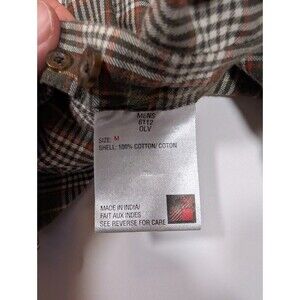 MENS
6112
OLV
SIZE: M
SHELL: 100% COTTON/ COTON
MADE IN INDIA/
FAIT AUX INDES
SEE REVERSE FOR CARE